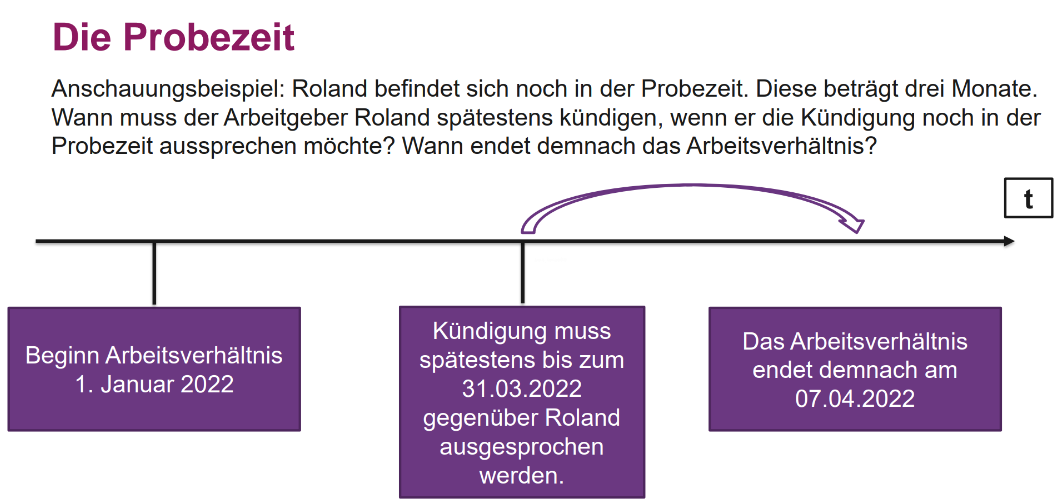 Die Probezeit
Anschauungsbeispiel: Roland befindet sich noch in der Probezeit. Diese beträgt drei Monate.
Wann muss der Arbeitgeber Roland spätestens kündigen, wenn er die Kündigung noch in der
Probezeit aussprechen möchte? Wann endet demnach das Arbeitsverhältnis?
t
Beginn Arbeitsverhältnis
1. Januar 2022
Kündigung muss
spätestens bis zum
31.03.2022
gegenüber Roland
ausgesprochen
werden.
Das Arbeitsverhältnis
endet demnach am
07.04.2022